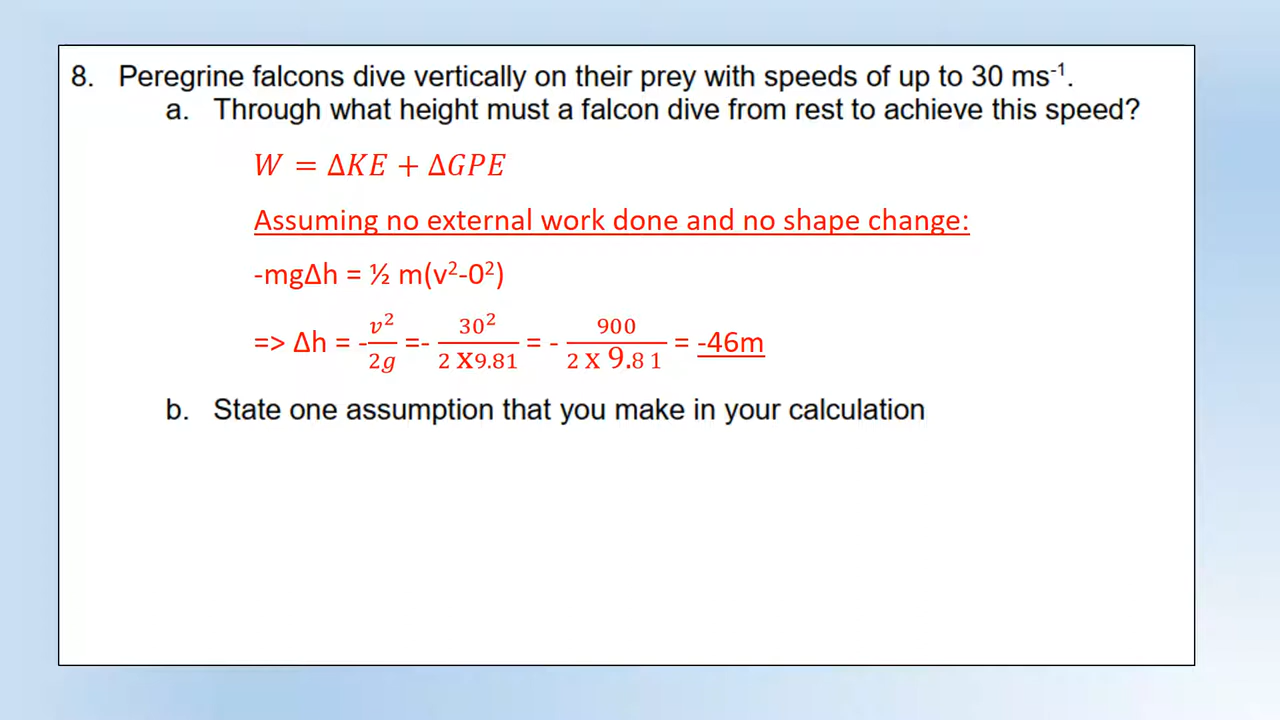 8. Peregrine falcons dive vertically on their prey with speeds of up to 30 ms⁻¹.
a. Through what height must a falcon dive from rest to achieve this speed?
W = ΔKE + ΔGPE
Assuming no external work done and no shape change:
-mgΔh = ½ m(v²-0²)
=> Δh = -v²/2g =- 30²/2 x9.81 = - 900/2 x 9.81 = -46m
b. State one assumption that you make in your calculation